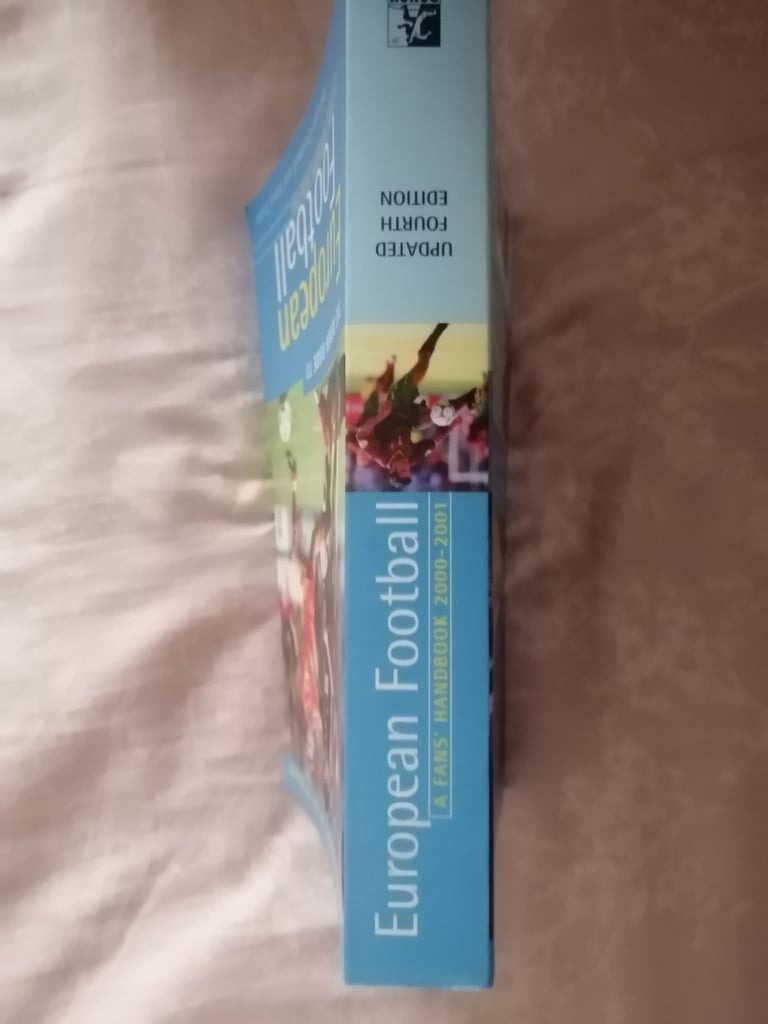 European Football
A FANS' HANDBOOK 2000-2001
UPDATED
FOURTH
EDITION
European
Football